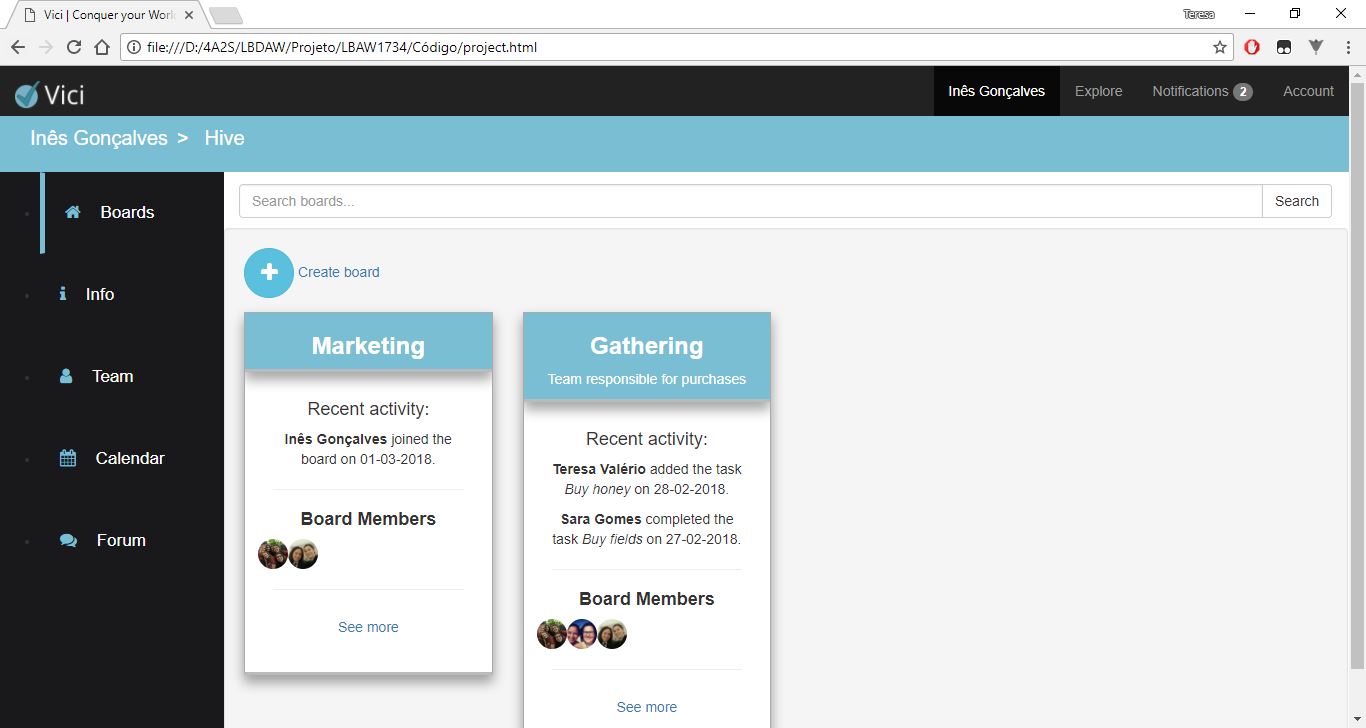 Vici | Conquer your Worl
Teresa
file:///D:/4A2S/LBDAW/Projeto/LBAW1734/Código/project.html
Vici
Inês Gonçalves
Explore
Notifications 2
Account
Inês Gonçalves > Hive
Boards
Info
Team
Calendar
Forum
Search boards...
Search
Create board
Marketing
Recent activity:
Inês Gonçalves joined the
board on 01-03-2018.
Board Members
See more
Gathering
Team responsible for purchases
Recent activity:
Teresa Valério added the task
Buy honey on 28-02-2018.
Sara Gomes completed the
task Buy fields on 27-02-2018.
Board Members
See more